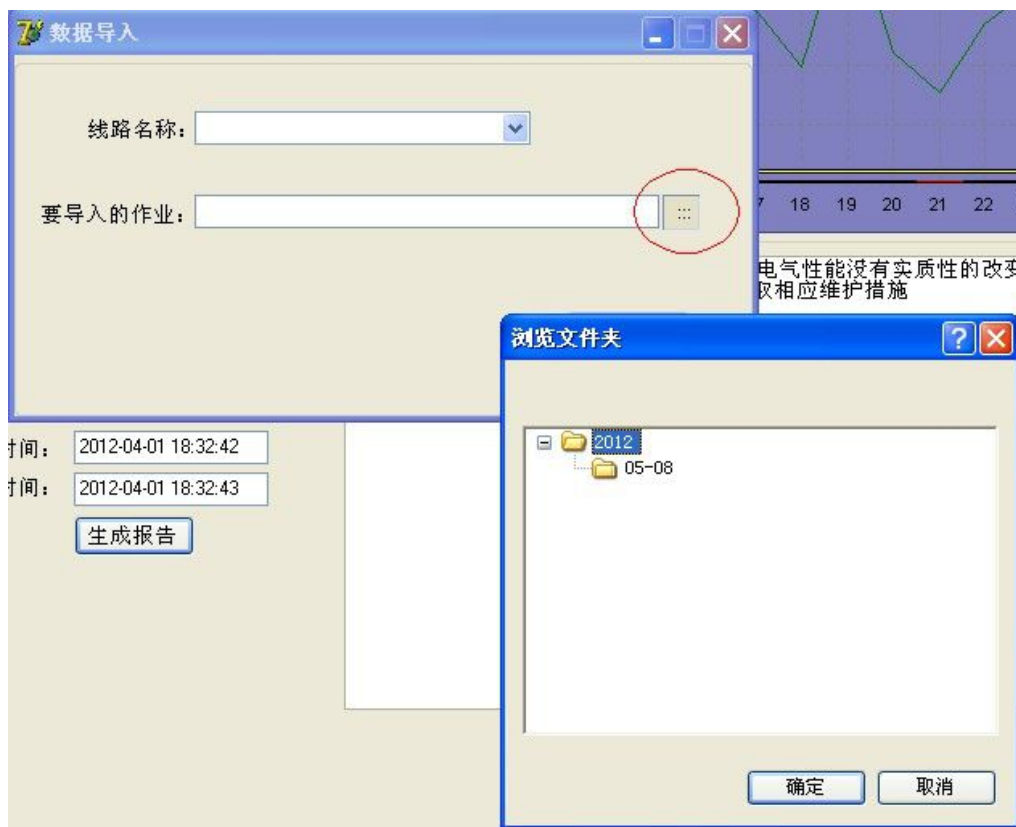 数据导入
线路名称:
要导入的作业:
:::
18 19 20 21 22
电气性能没有实质性的改变
取相应维护措施
浏览文件夹
2012
05-08
时间: 2012-04-01 18:32:42
时间: 2012-04-01 18:32:43
生成报告
确定 取消